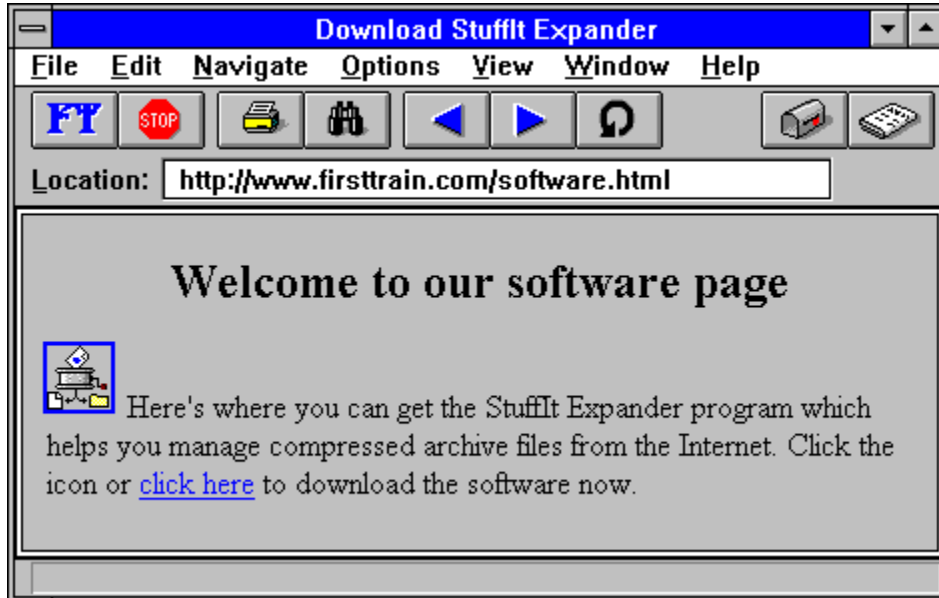 Download StuffIt Expander
File Edit Navigate Options View Window Help
FT STOP
Location: http://www.firsttrain.com/software.html
Welcome to our software page
Here's where you can get the StuffIt Expander program which
helps you manage compressed archive files from the Internet. Click the
icon or click here to download the software now.